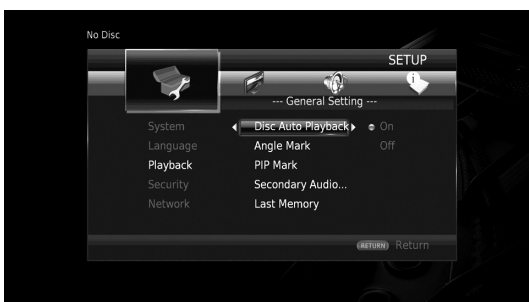 No Disc
SETUP
--- General Setting ---
System
Language
Playback
Security
Network
Disc Auto Playback
Angle Mark
PIP Mark
Secondary Audio...
Last Memory
On
Off
RETURN Return